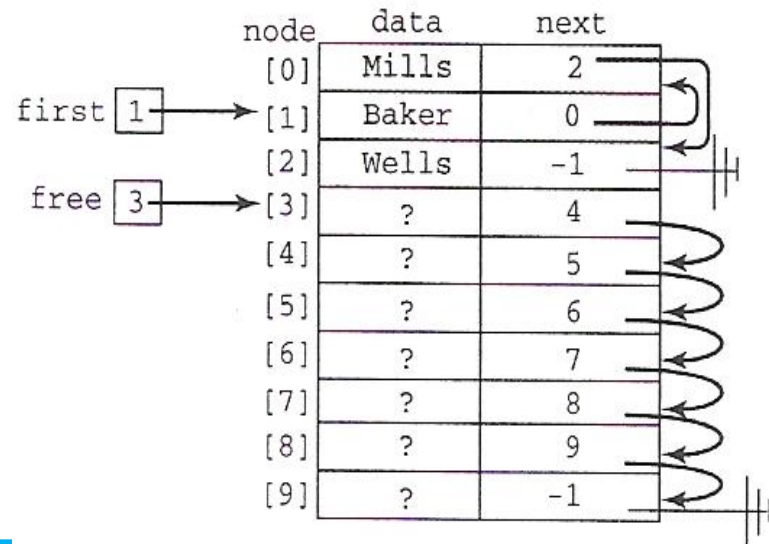 node data next
[0] Mills 2
first 1 [1] Baker 0
[2] Wells -1
free 3 [3] ? 4
[4] ? 5
[5] ? 6
[6] ? 7
[7] ? 8
[8] ? 9
[9] ? -1